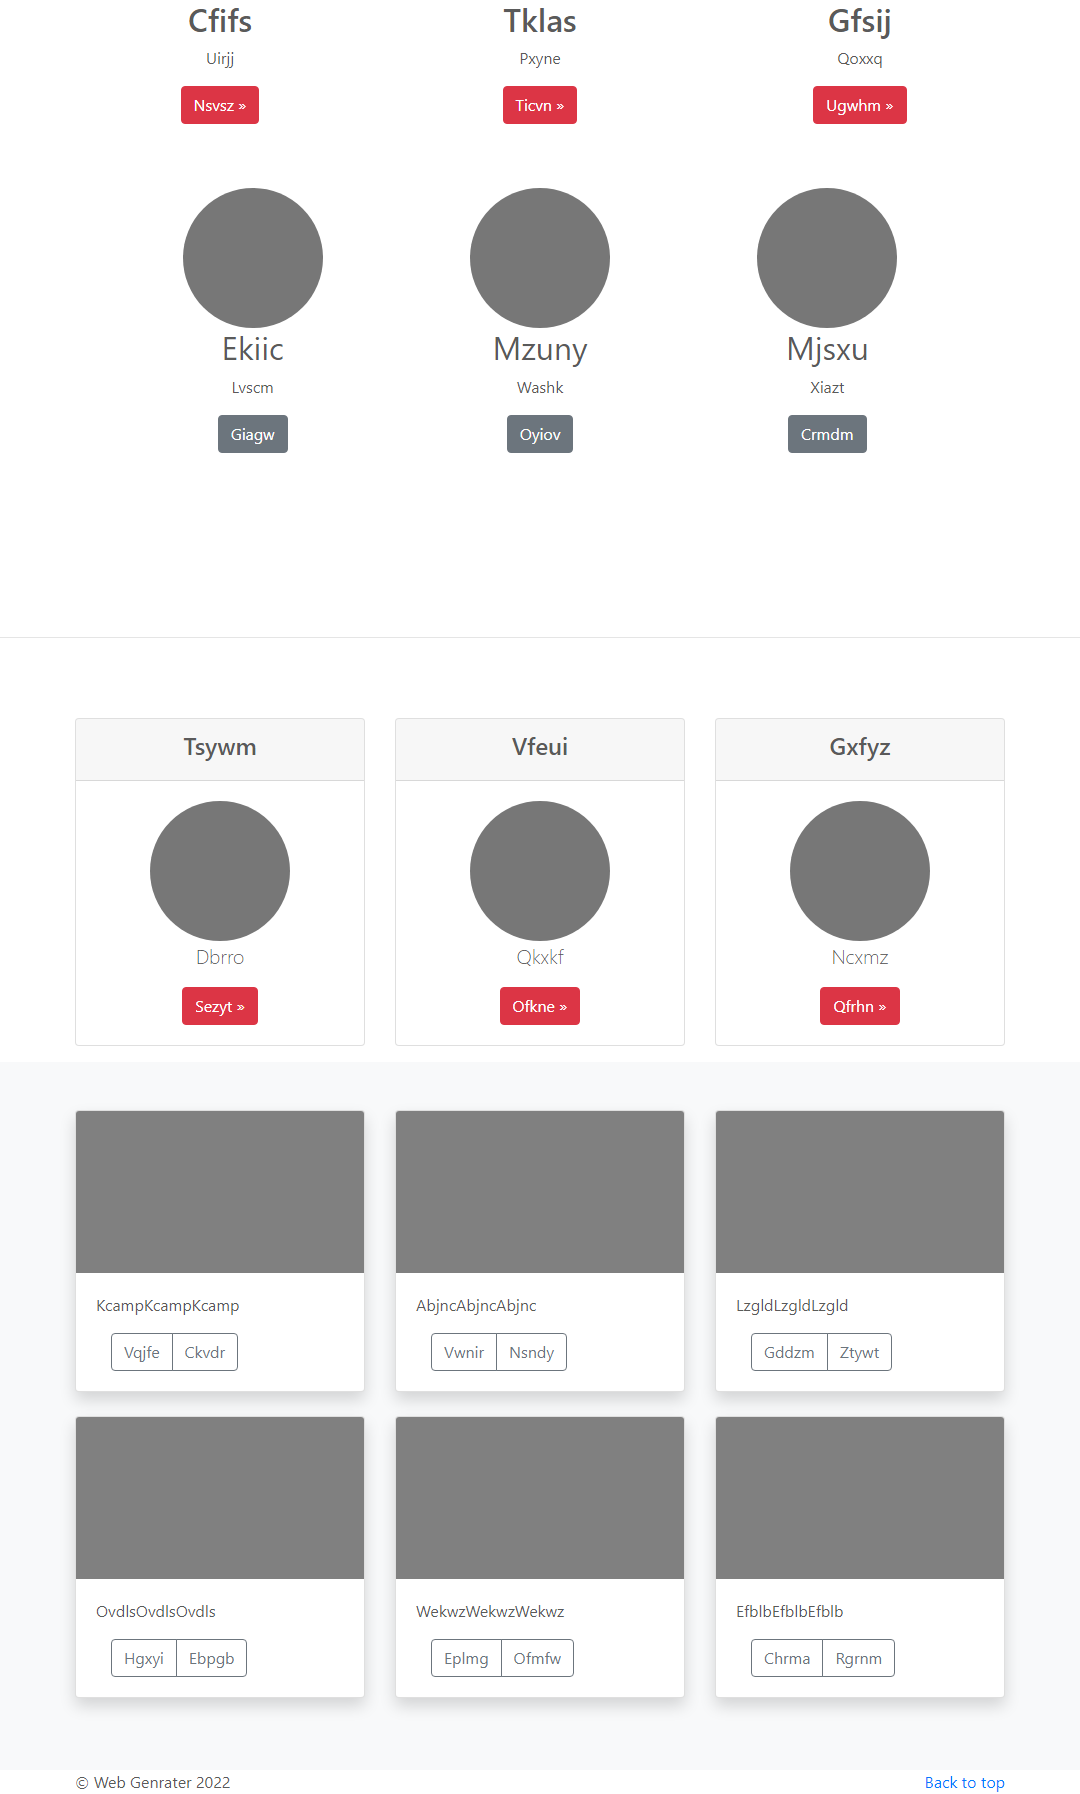 Cfifs
Tklas
Gfsij
Uirjj
Pxyne
Qoxxq
Nsvsz »
Ticvn »
Ugwhm »
Ekiic
Mzuny
Mjsxu
Lvscm
Washk
Xiazt
Giagw
Oyiov
Crmdm
Tsywm
Vfeui
Gxfyz
Dbrro
Qkxkf
Ncxmz
Sezyt »
Ofkne »
Qfrhn »
KcampKcampKcamp
AbjncAbjncAbjnc
LzgldLzgldLzgld
Vqjfe Ckvdr
Vwnir Nsndy
Gddzm Ztywt
OvdlsOvdlsOvdls
WekwzWekwzWekwz
EfblbEfblbEfblb
Hgxyi Ebpgb
Eplmg Ofmfw
Chrma Rgrnm
© Web Genrater 2022
Back to top